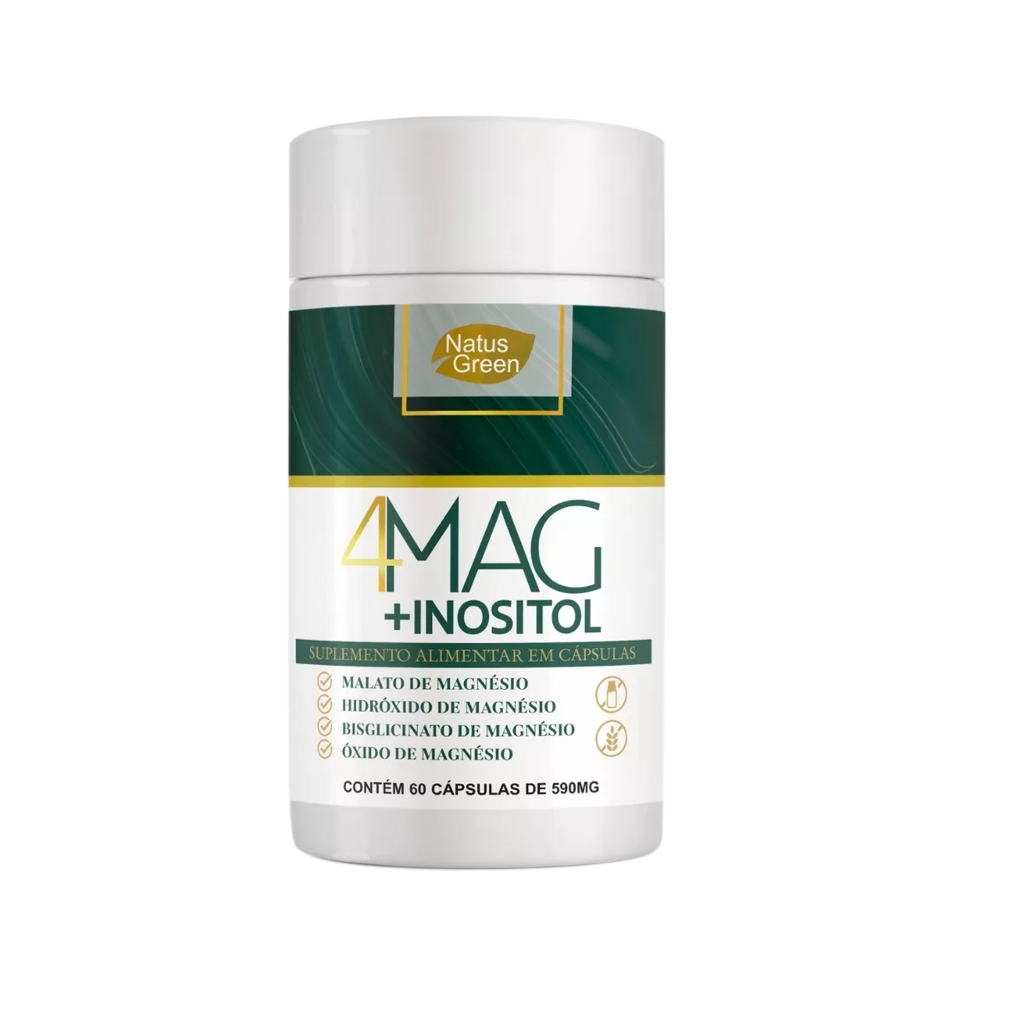 Natus
Green
4MAG
+INOSITOL
SUPLEMENTO ALIMENTAR EM CÁPSULAS
MALATO DE MAGNÉSIO
HIDRÓXIDO DE MAGNÉSIO
BISGLICINATO DE MAGNÉSIO
ÓXIDO DE MAGNÉSIO
CONTÉM 60 CÁPSULAS DE 590MG